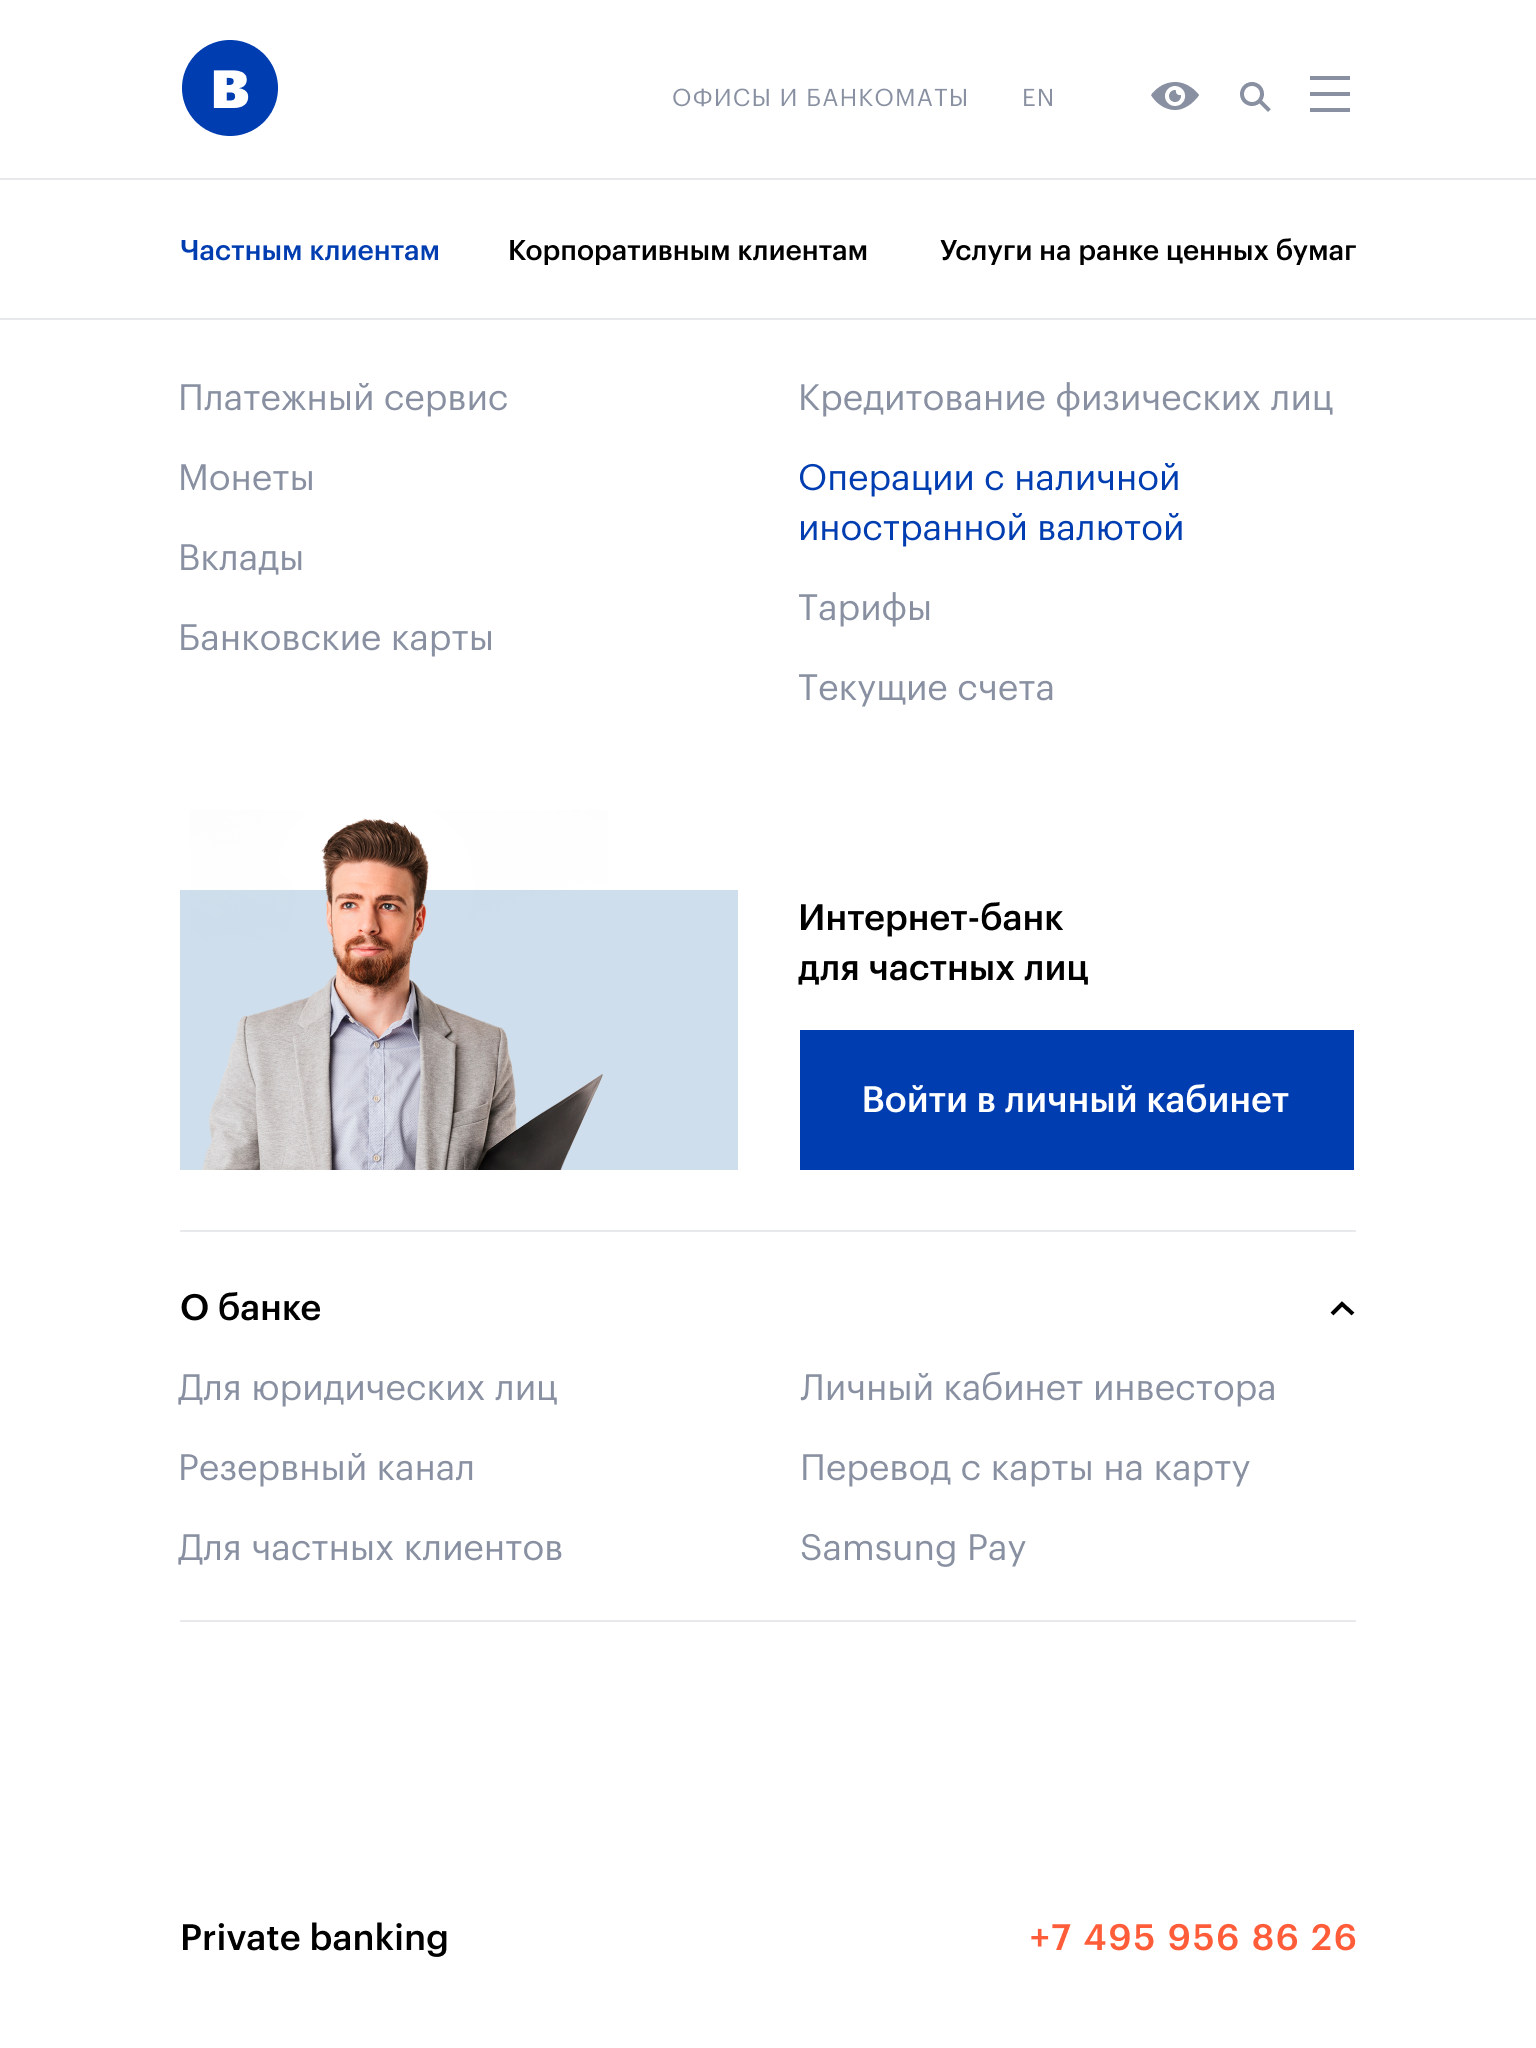 B
ОФИСЫ И БАНКОМАТЫ EN
Частным клиентам Корпоративным клиентам Услуги на ранке ценных бумаг
Платежный сервис
Монеты
Вклады
Банковские карты
Кредитование физических лиц
Операции с наличной
иностранной валютой
Тарифы
Текущие счета
Интернет-банк
для частных лиц
Войти в личный кабинет
О банке
Для юридических лиц
Резервный канал
Для частных клиентов
Личный кабинет инвестора
Перевод с карты на карту
Samsung Pay
Private banking
+7 495 956 86 26